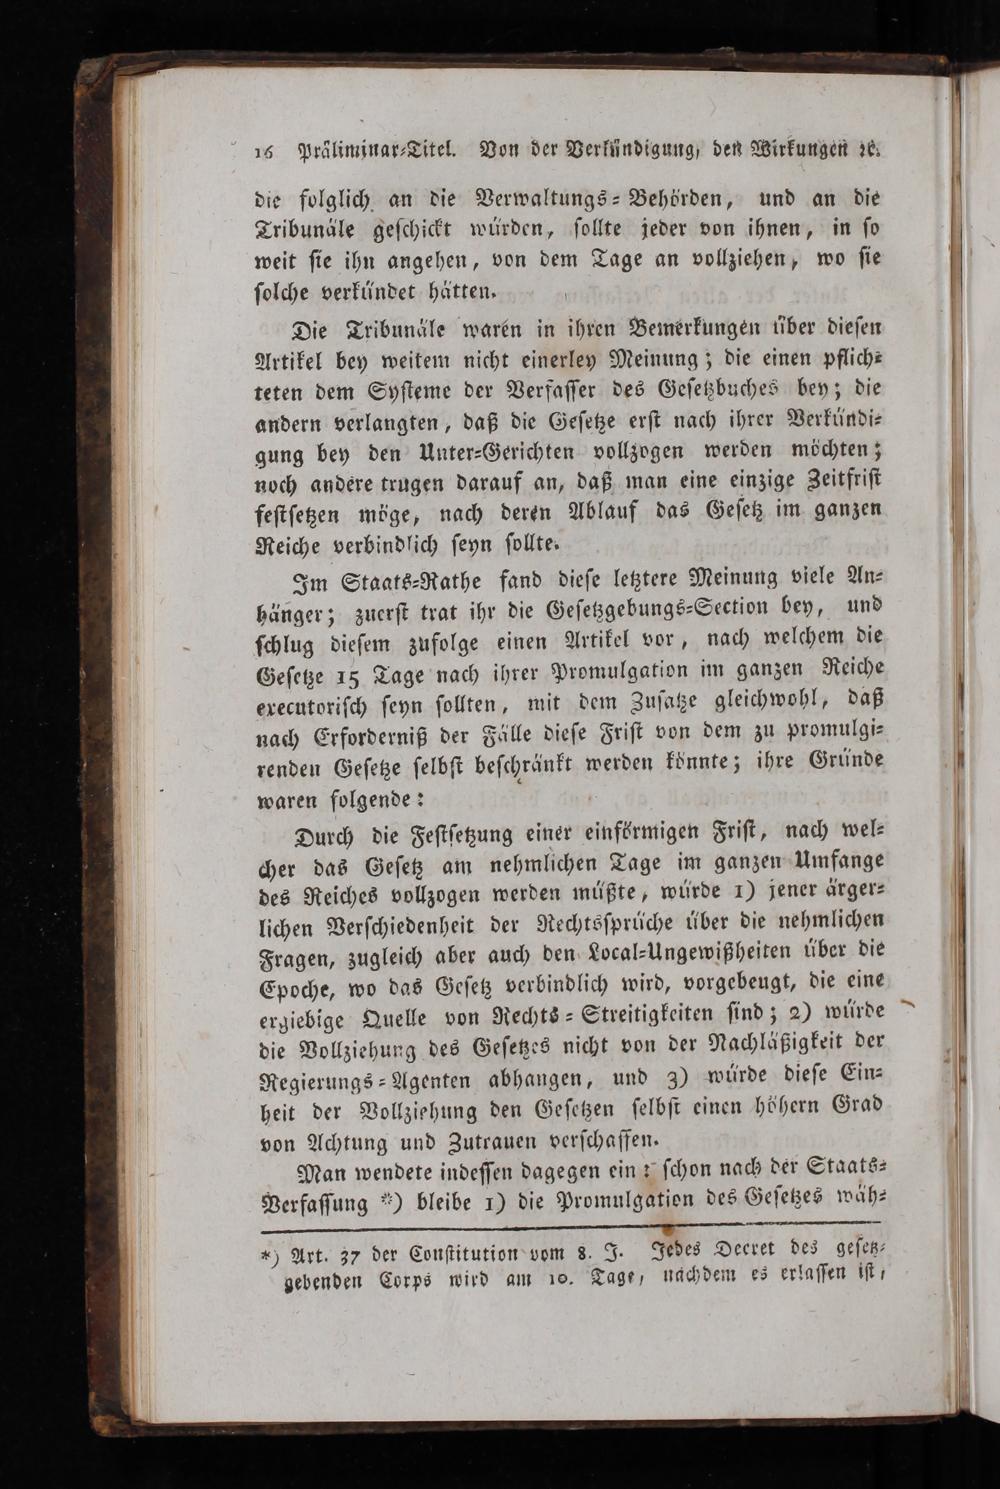 16 Präliminar-Titel. Von der Verkündigung, den Wirkungen ꝛc.
die folglich an die Verwaltungs-Behörden, und an die
Tribunäle geschickt würden, sollte jeder von ihnen, in so
weit sie ihn angehen, von dem Tage an vollziehen, wo sie
solche verkündet hätten.
Die Tribunäle waren in ihren Bemerkungen über diesen
Artikel bey weitem nicht einerley Meinung; die einen pflich-
teten dem Systeme der Verfasser des Gesetzbuches bey; die
andern verlangten, daß die Gesetze erst nach ihrer Verkündi-
gung bey den Unter-Gerichten vollzogen werden möchten;
noch andere trugen darauf an, daß man eine einzige Zeitfrist
festsetzen möge, nach deren Ablauf das Gesetz im ganzen
Reiche verbindlich seyn sollte.
Im Staats-Rathe fand diese letztere Meinung viele An-
hänger; zuerst trat ihr die Gesetzgebungs-Section bey, und
schlug diesem zufolge einen Artikel vor, nach welchem die
Gesetze 15 Tage nach ihrer Promulgation im ganzen Reiche
executorisch seyn sollten, mit dem Zusatze gleichwohl, daß
nach Erforderniß der Fälle diese Frist von dem zu promulgi-
renden Gesetze selbst beschränkt werden könnte; ihre Gründe
waren folgende:
Durch die Festsetzung einer einförmigen Frist, nach wel-
cher das Gesetz am nehmlichen Tage im ganzen Umfange
des Reiches vollzogen werden müßte, würde 1) jener ärger-
lichen Verschiedenheit der Rechtssprüche über die nehmlichen
Fragen, zugleich aber auch den Local-Ungewißheiten über die
Epoche, wo das Gesetz verbindlich wird, vorgebeugt, die eine
ergiebige Quelle von Rechts-Streitigkeiten sind; 2) würde
die Vollziehung des Gesetzes nicht von der Nachläßigkeit der
Regierungs-Agenten abhangen, und 3) würde diese Ein-
heit der Vollziehung den Gesetzen selbst einen höhern Grad
von Achtung und Zutrauen verschaffen.
Man wendete indessen dagegen ein: schon nach der Staats-
Verfassung *) bleibe 1) die Promulgation des Gesetzes wäh-
*) Art. 37 der Constitution vom 8. J. Jedes Decret des gesetz-
gebenden Corps wird am 10. Tage, nachdem es erlassen ist,